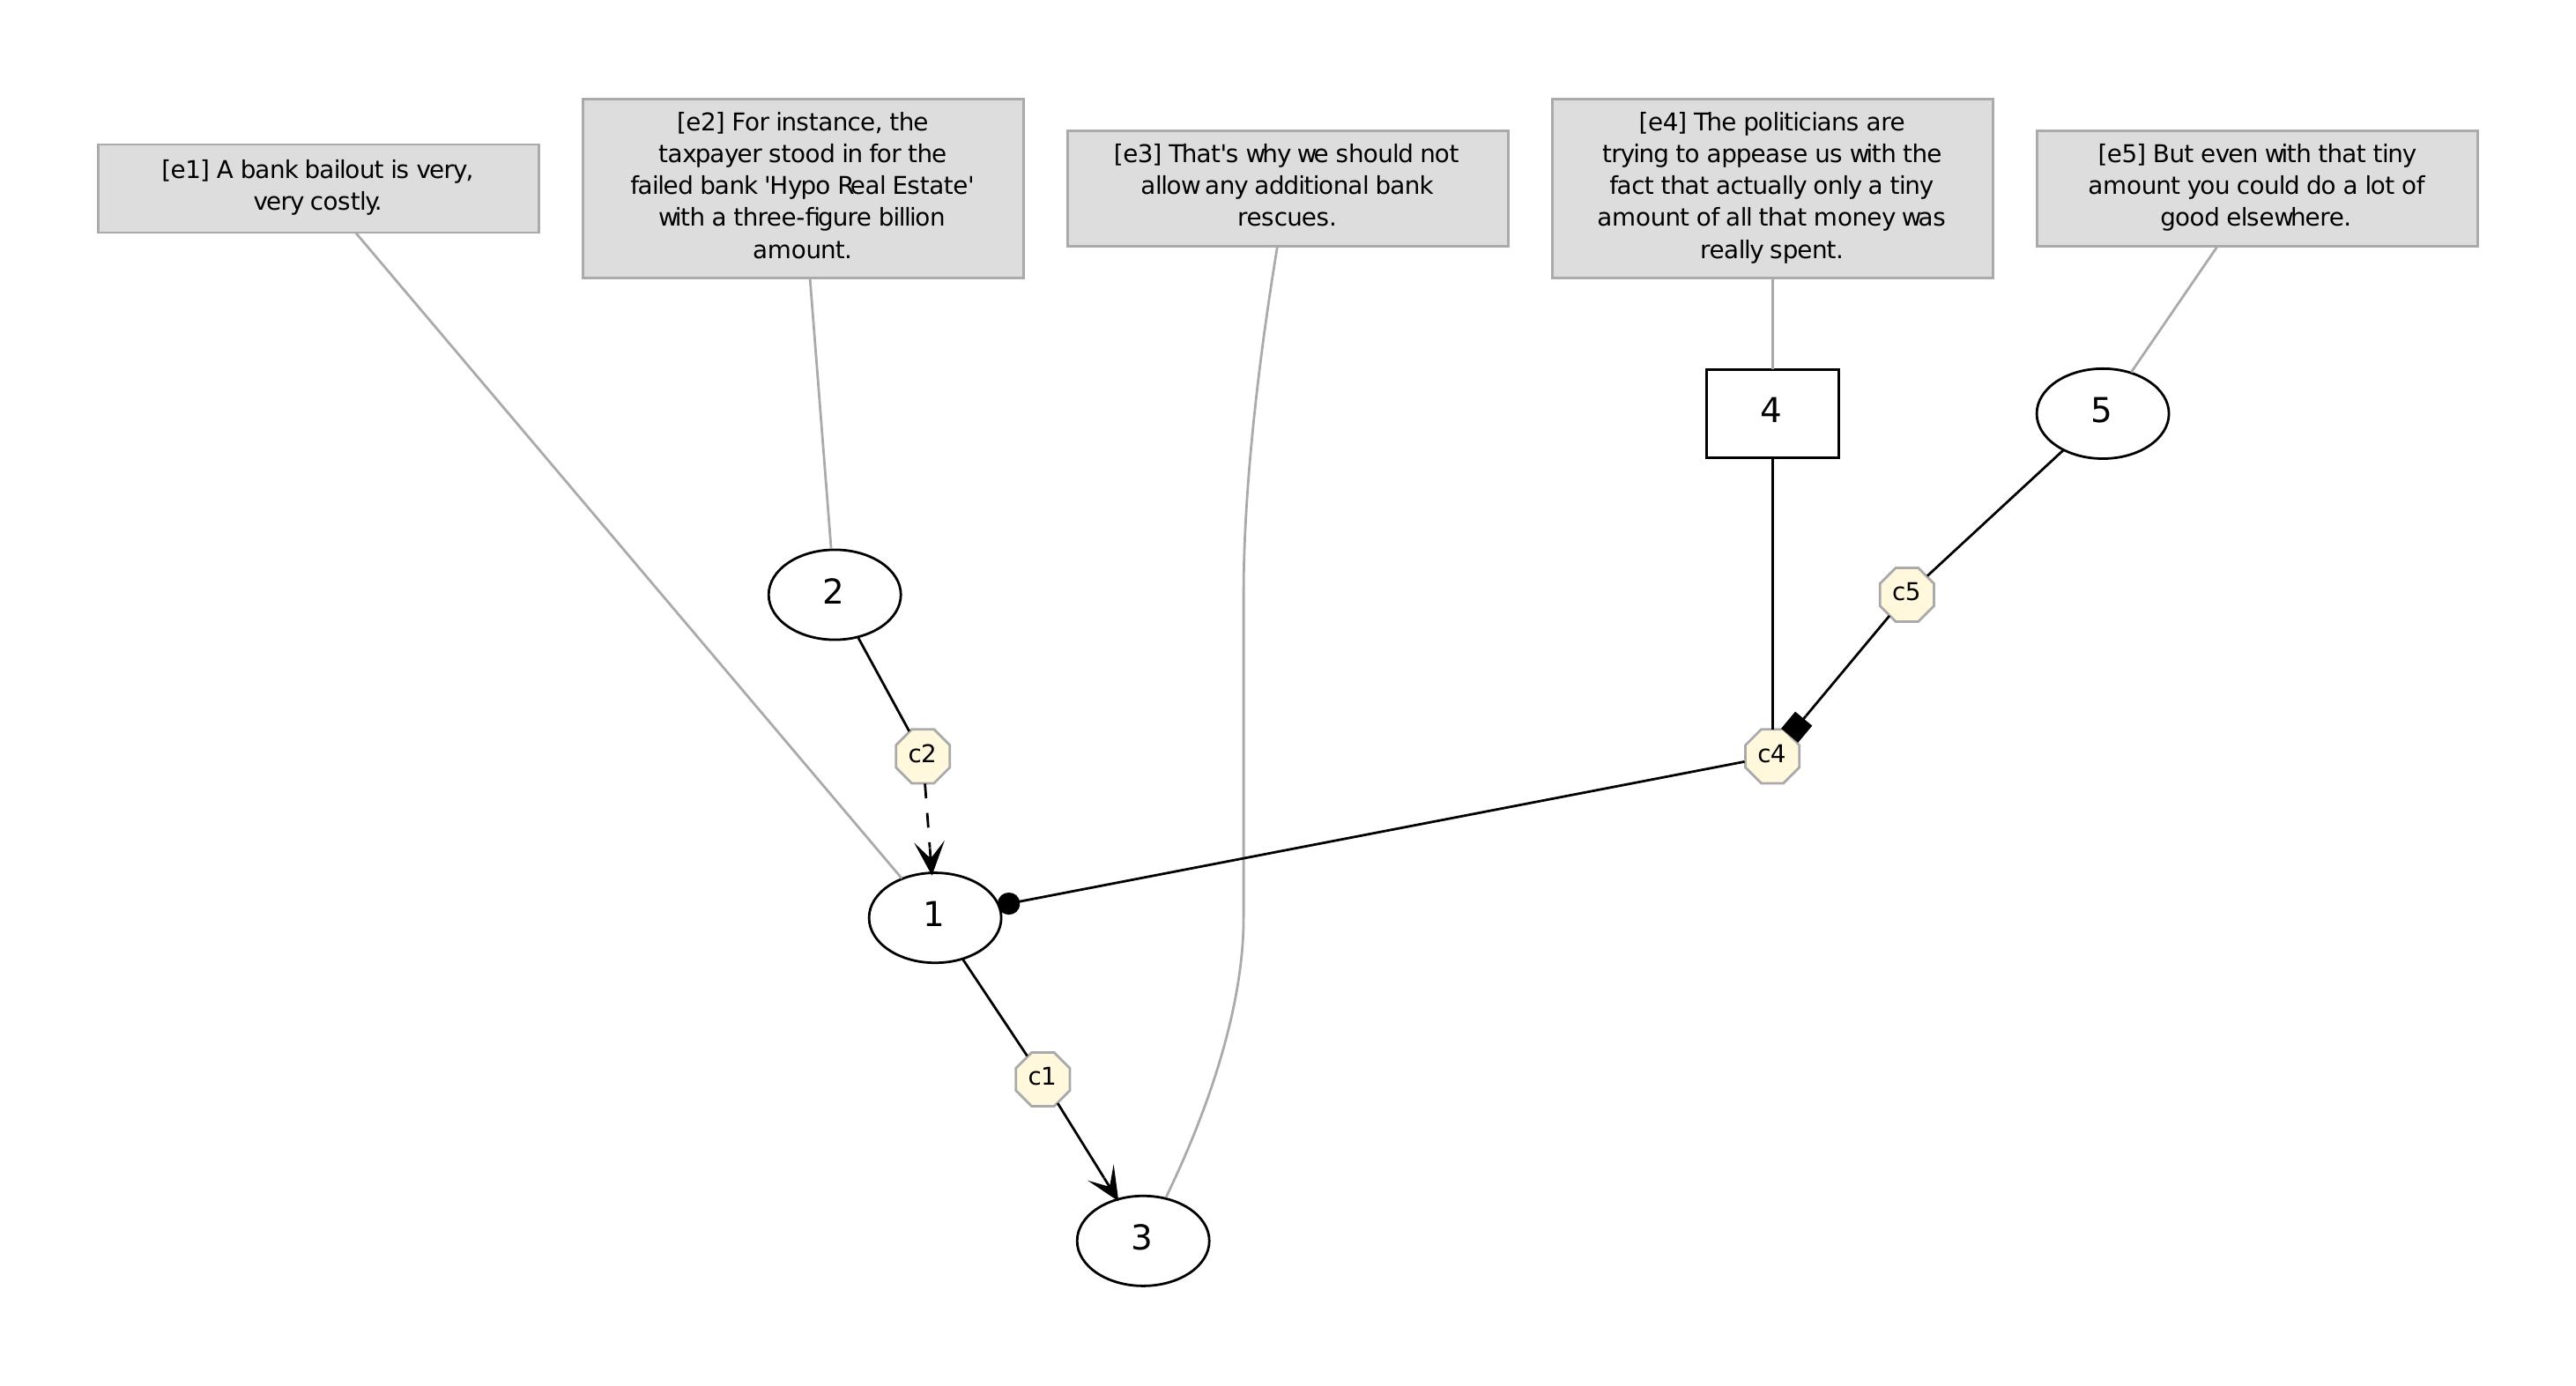 [e1] A bank bailout is very,
very costly.
[e2] For instance, the
taxpayer stood in for the
failed bank 'Hypo Real Estate'
with a three-figure billion
amount.
[e3] That's why we should not
allow any additional bank
rescues.
[e4] The politicians are
trying to appease us with the
fact that actually only a tiny
amount of all that money was
really spent.
[e5] But even with that tiny
amount you could do a lot of
good elsewhere.
4
5
2
c5
c2
c4
1
c1
3